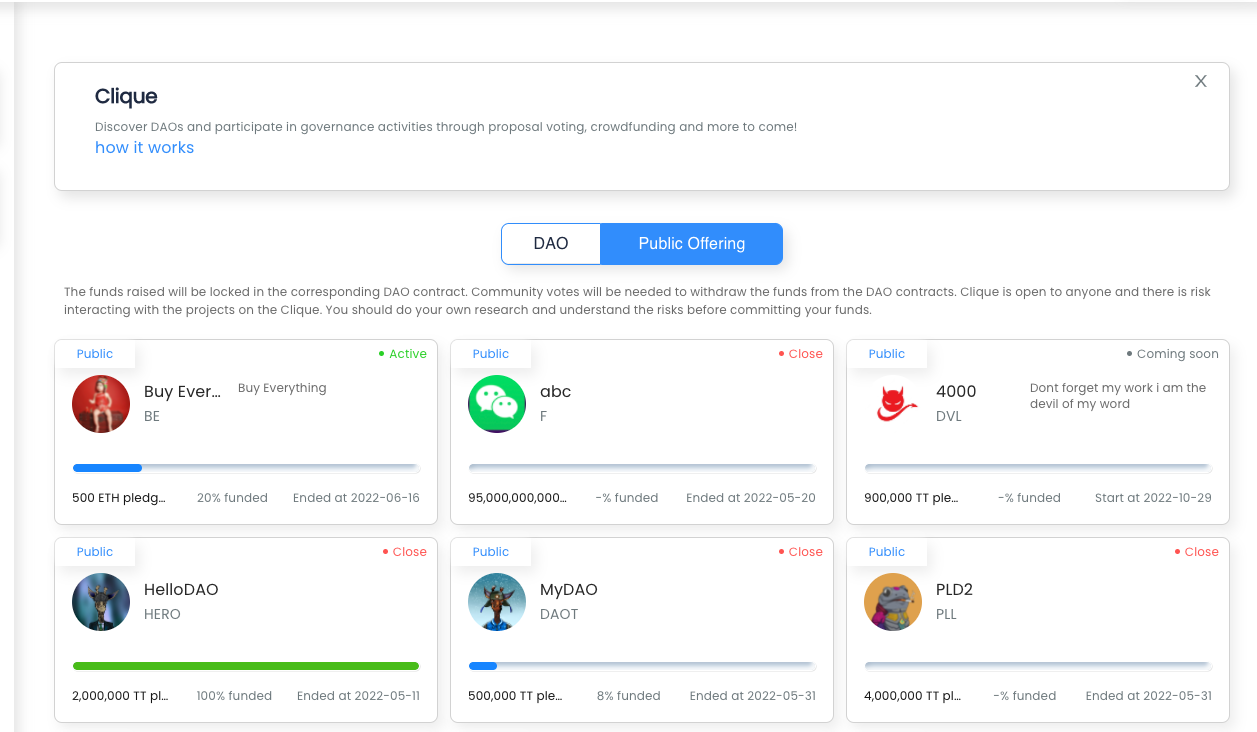 X
Clique
Discover DAOs and participate in governance activities through proposal voting, crowdfunding and more to come!
how it works
DAO
Public Offering
The funds raised will be locked in the corresponding DAO contract. Community votes will be needed to withdraw the funds from the DAO contracts. Clique is open to anyone and there is risk
interacting with the projects on the Clique. You should do your own research and understand the risks before committing your funds.
Public
Active
Buy Ever...
Buy Everything
BE
500 ETH pledg...
20% funded
Ended at 2022-06-16
Public
Close
abc
F
95,000,000,000...
-% funded
Ended at 2022-05-20
Public
Coming soon
4000
Dont forget my work i am the
devil of my word
DVL
900,000 TT ple...
-% funded
Start at 2022-10-29
Public
Close
HelloDAO
HERO
2,000,000 TT pl...
100% funded
Ended at 2022-05-11
Public
Close
MyDAO
DAOT
500,000 TT ple...
8% funded
Ended at 2022-05-31
Public
Close
PLD2
PLL
4,000,000 TT pl...
-% funded
Ended at 2022-05-31